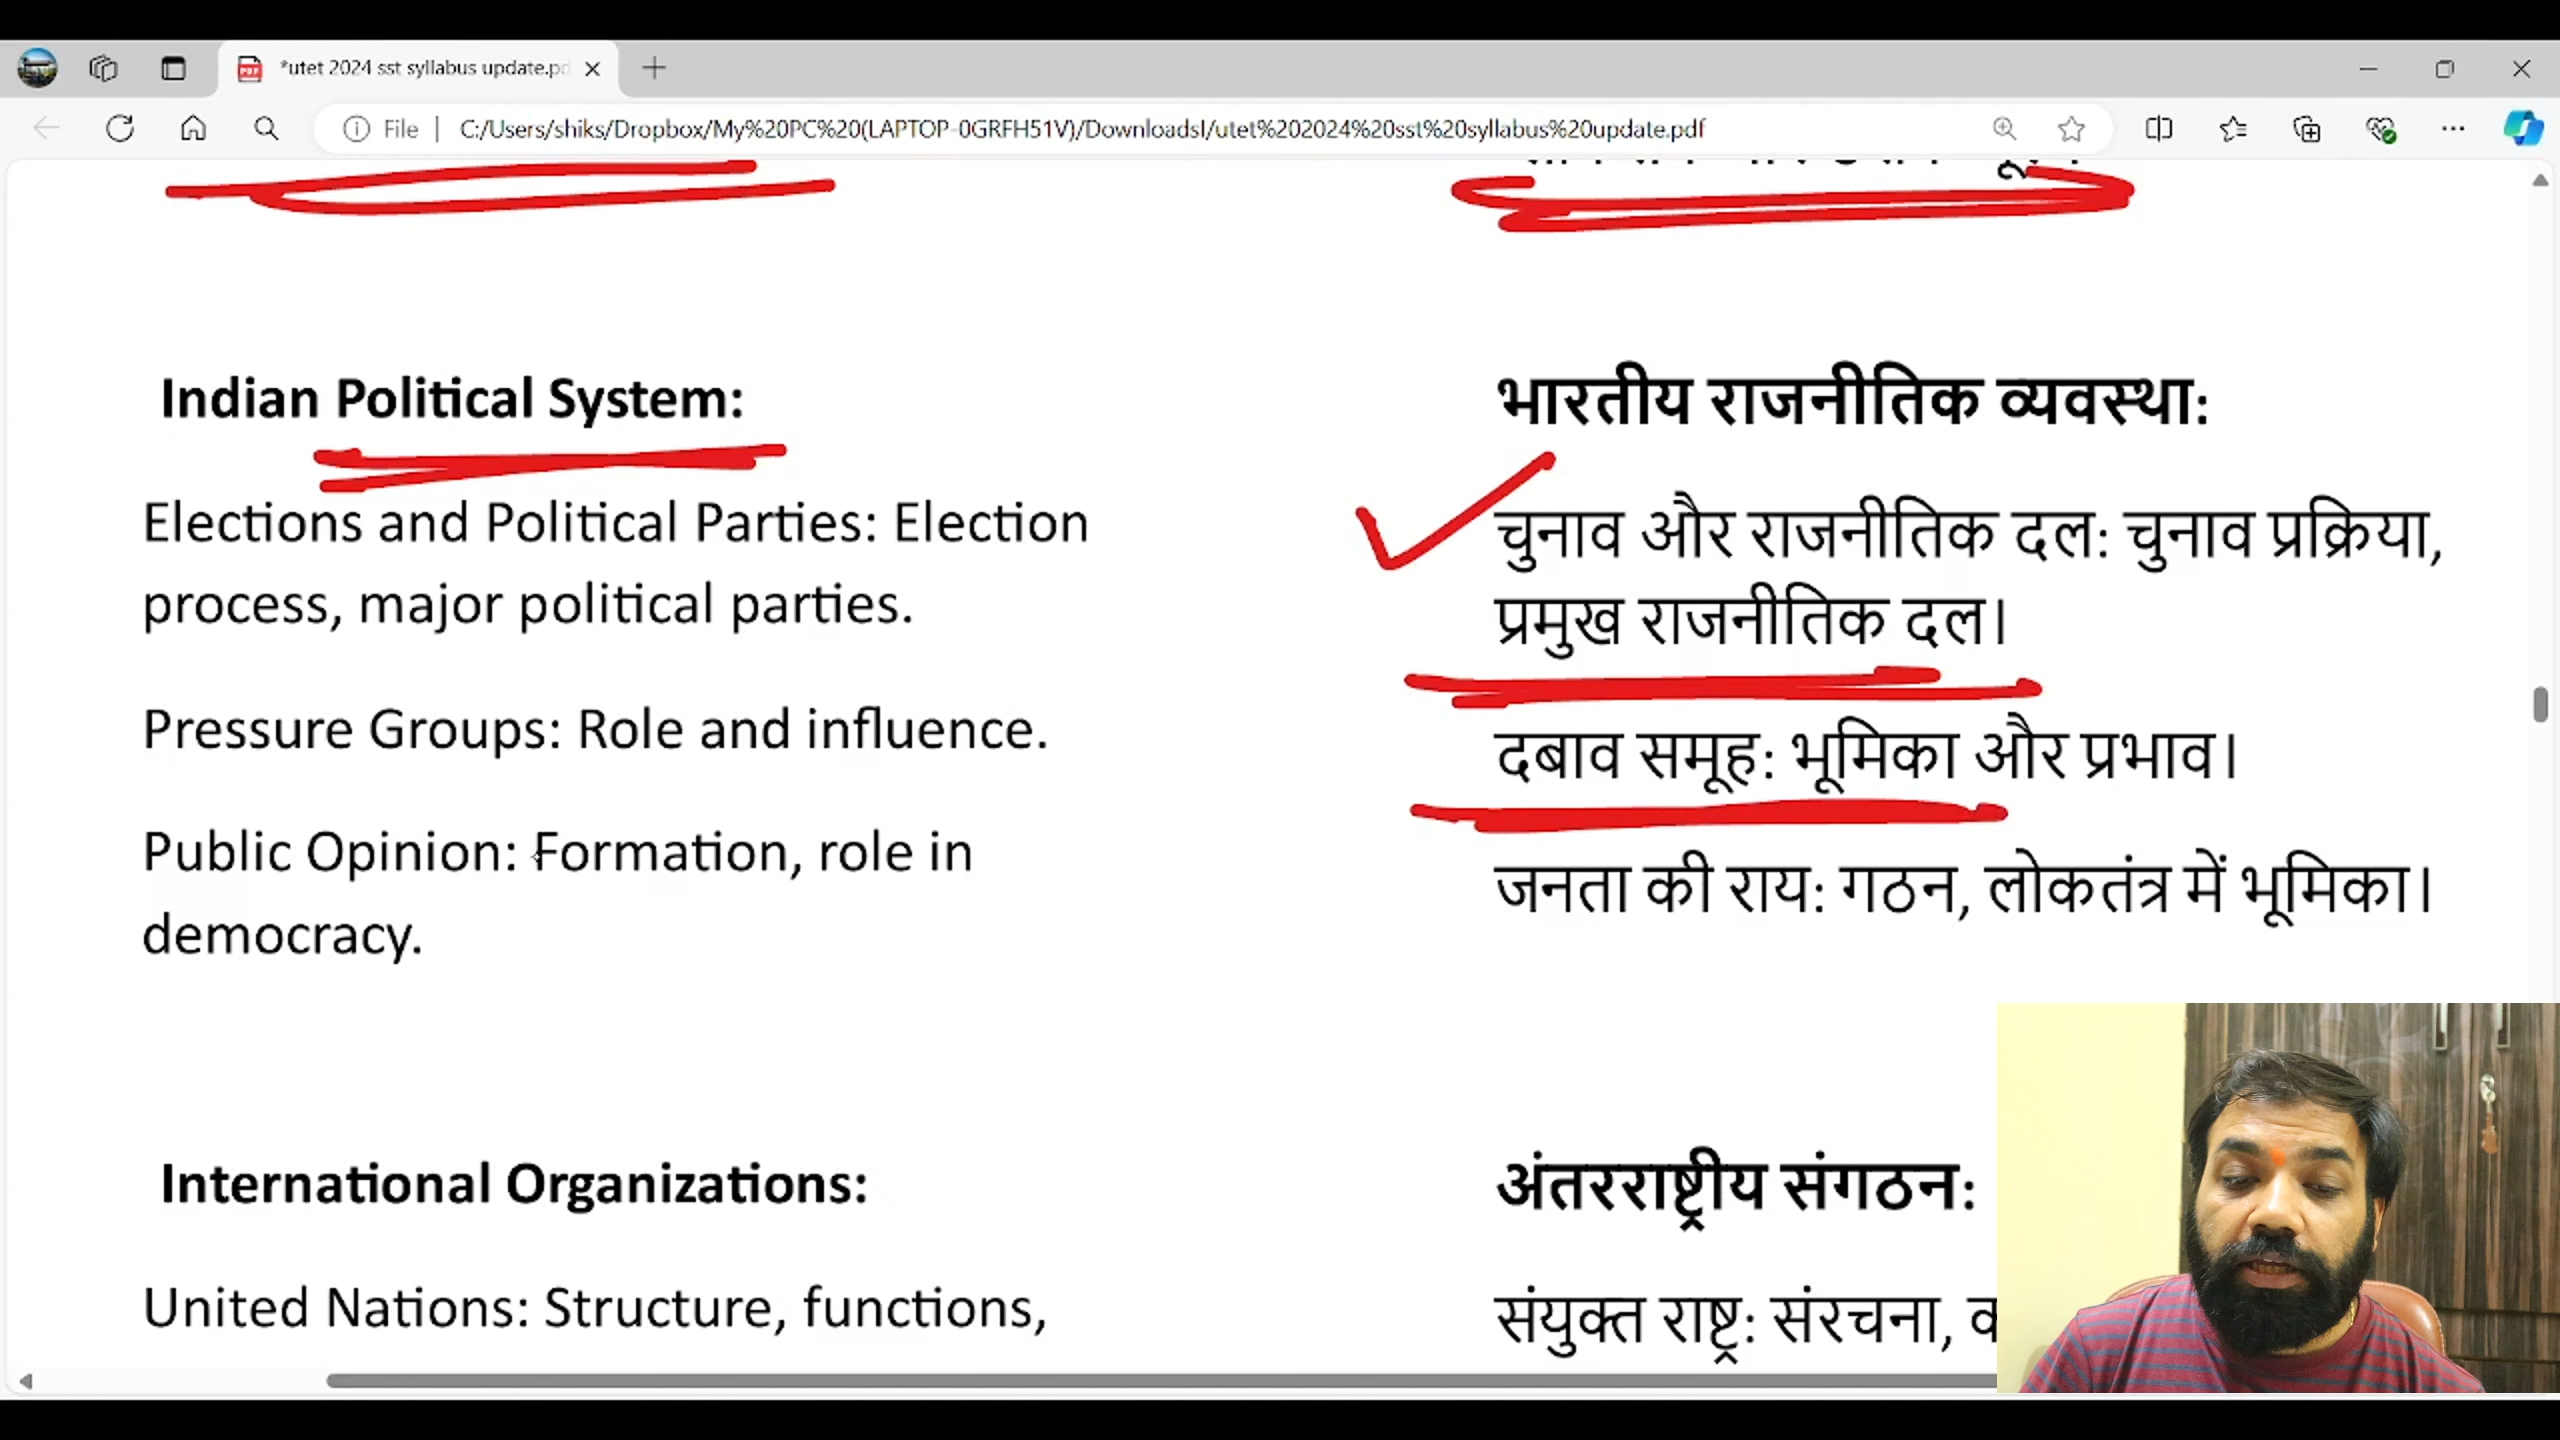 *utet 2024 sst syllabus update.pd
File
C:/Users/shiks/Dropbox/My%20PC%20(LAPTOP-0GRFH51V)/Downloadsl/utet%202024%20sst%20syllabus%20update.pdf
Indian Political System:
Elections and Political Parties: Election
process, major political parties.
Pressure Groups: Role and influence.
Public Opinion: Formation, role in
democracy.
International Organizations:
United Nations: Structure, functions,
भारतीय राजनीतिक व्यवस्था:
चुनाव और राजनीतिक दल: चुनाव प्रक्रिया,
प्रमुख राजनीतिक दल।
दबाव समूह: भूमिका और प्रभाव।
जनता की राय: गठन, लोकतंत्र में भूमिका।
अंतरराष्ट्रीय संगठन:
संयुक्त राष्ट्र: संरचना,